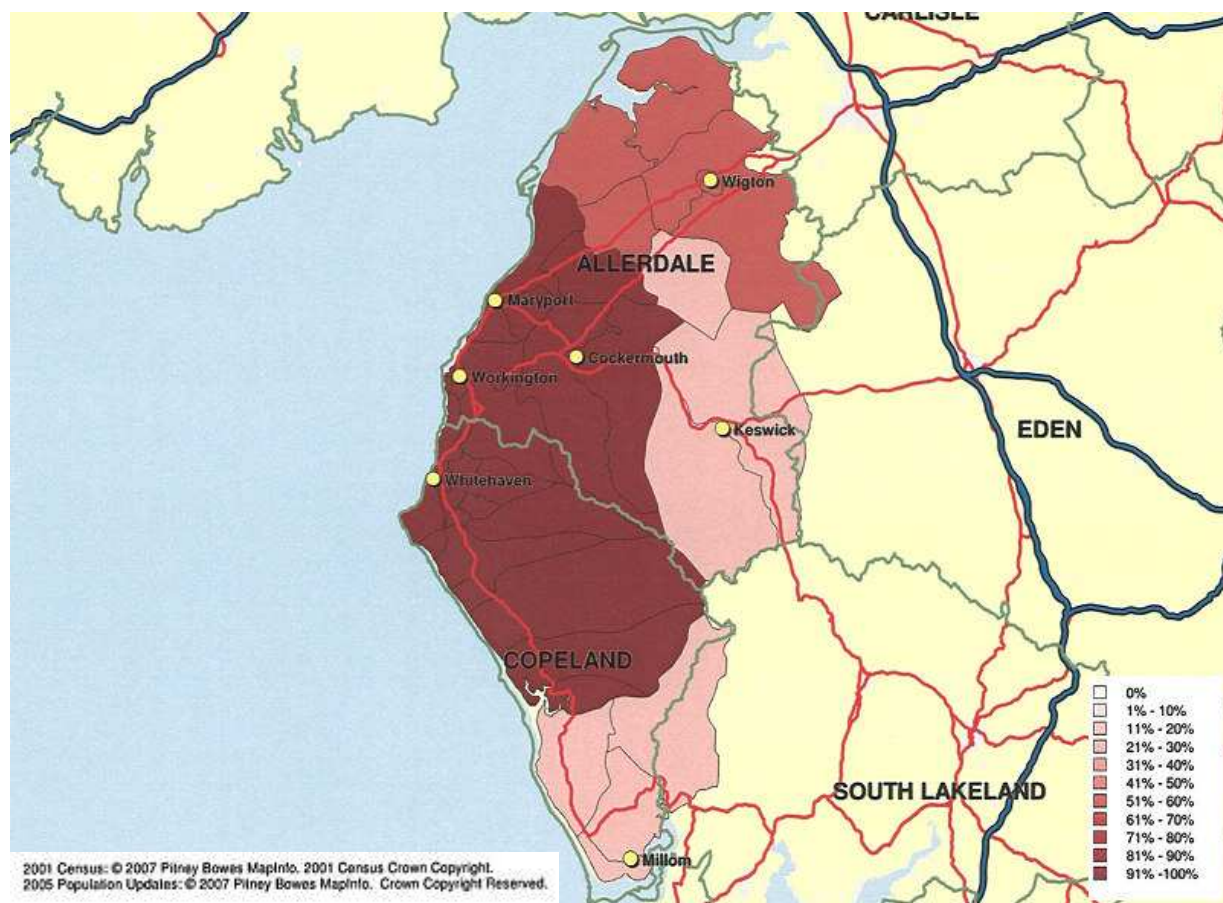 CARLISLE
Wigton
ALLERDALE
Maryport
Cockermouth
Workington
Keswick
EDEN
Whitehaven
COPELAND
0%
1% - 10%
11% - 20%
21% - 30%
31% - 40%
41% - 50%
51% - 60%
61% - 70%
71% - 80%
81% - 90%
91% -100%
SOUTH LAKELAND
Millom
2001 Census: © 2007 Pitney Bowes MapInfo. 2001 Census Crown Copyright.
2005 Population Updates: © 2007 Pitney Bowes MapInfo. Crown Copyright Reserved.